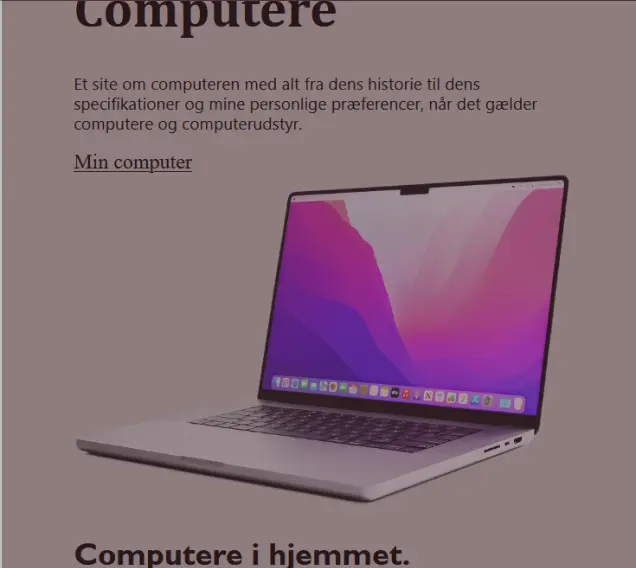 Computere
Et site om computeren med alt fra dens historie til dens
specifikationer og mine personlige præferencer, når det gælder
computere og computerudstyr.
Min computer
Computere i hjemmet.